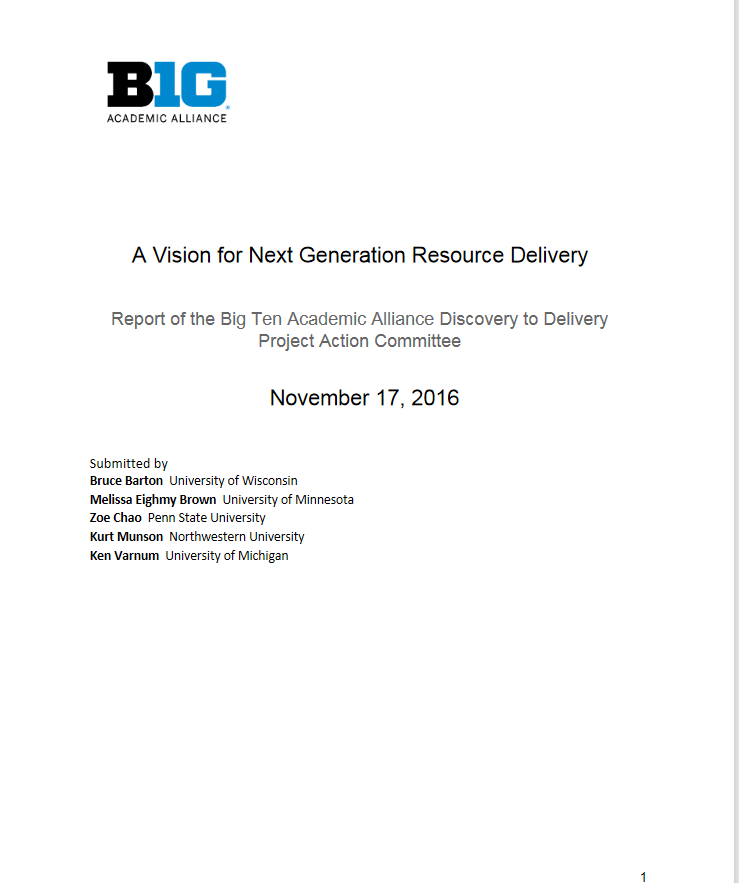 B1G
ACADEMIC ALLIANCE
A Vision for Next Generation Resource Delivery
Report of the Big Ten Academic Alliance Discovery to Delivery
Project Action Committee
November 17, 2016
Submitted by
Bruce Barton University of Wisconsin
Melissa Eighmy Brown University of Minnesota
Zoe Chao Penn State University
Kurt Munson Northwestern University
Ken Varnum University of Michigan
1